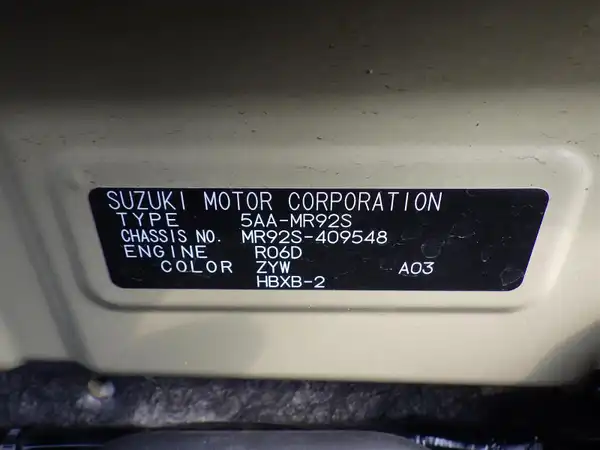 SUZUKI MOTOR CORPORATION
TYPE 5AA-MR92S
CHASSIS NO. MR92S-409548
ENGINE R06D
COLOR ZYW A03
HBXB-2